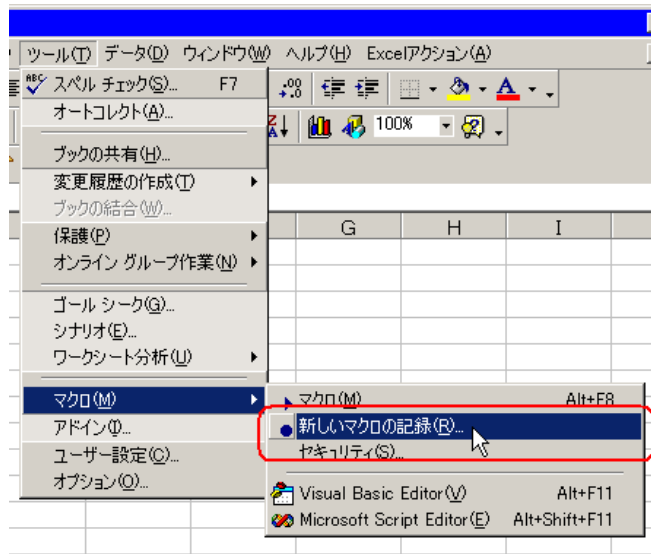 ツール(T) データ(D) ウィンドウ(W) ヘルプ(H) Excelアクション(A)
ABC スペル チェック(S)... F7
オートコレクト(A)...
100%
ブックの共有(H)...
変更履歴の作成(T)
ブックの結合(W)...
保護(P)
G H I
オンライン グループ作業(N)
ゴール シーク(G)...
シナリオ(E)...
ワークシート分析(U)
マクロ(M) マクロ(M) Alt+F8
アドイン(I)... 新しいマクロの記録(R)...
ユーザー設定(C)... セキュリティ(S)...
オプション(O)... Visual Basic Editor(V) Alt+F11
Microsoft Script Editor(E) Alt+Shift+F11